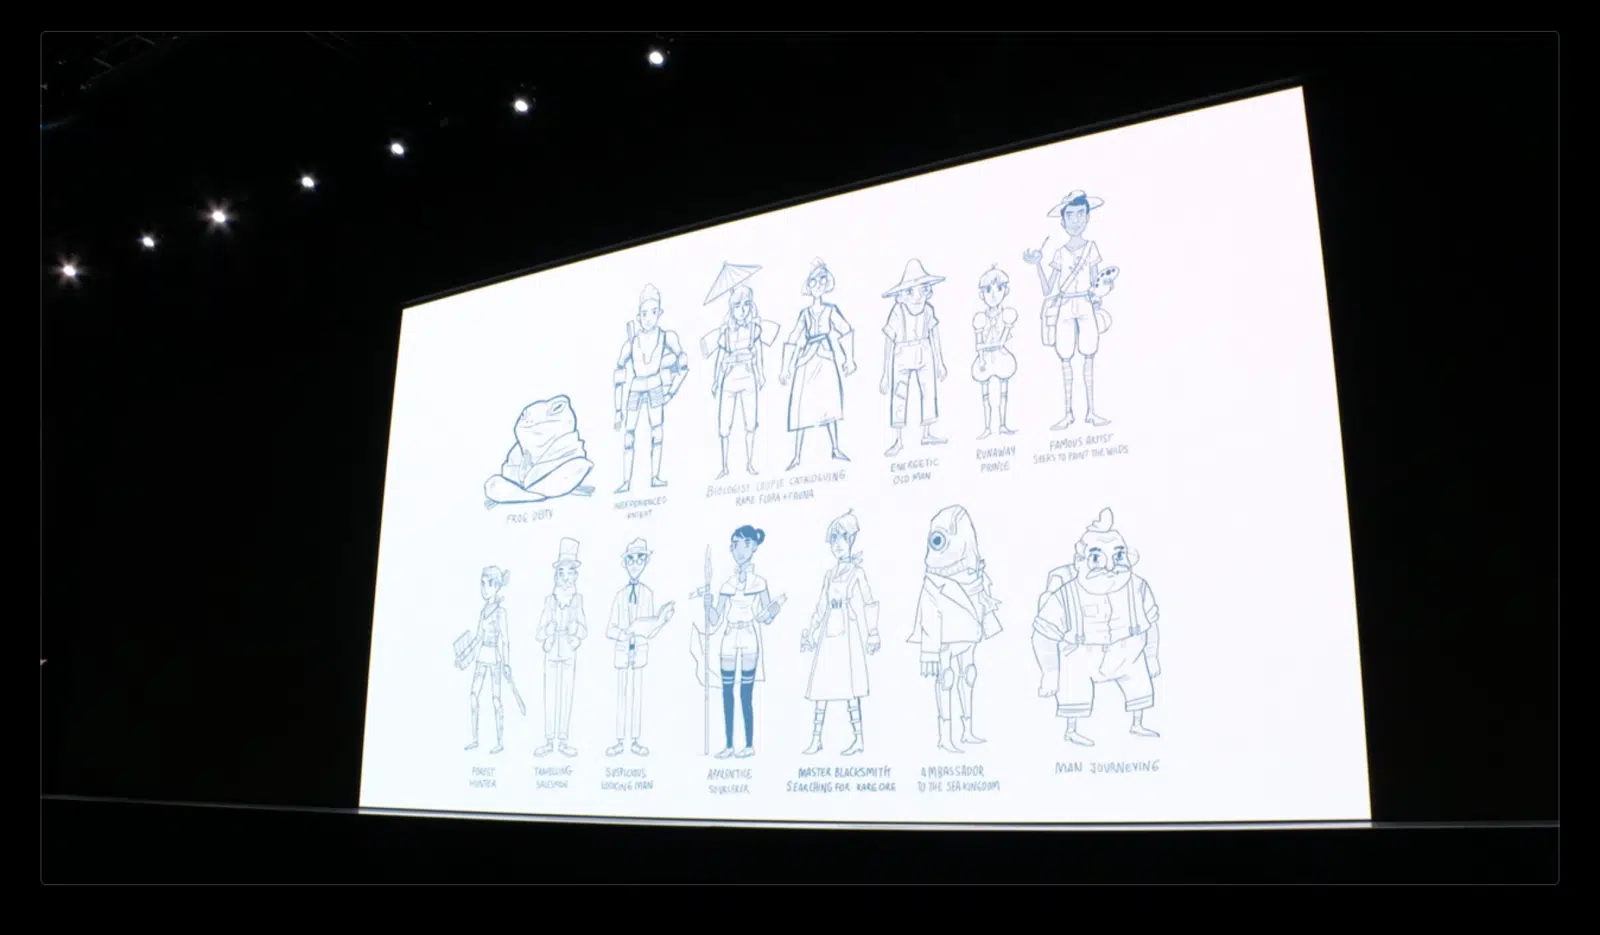 FROG DEITY
INEXPERIENCED
BIOLOGIST COUPLE CATALOGUING
RARE FLORA + FAUNA
ENERGETIC
OLD MAN
RUNAWAY
PRINCE
FAMOUS ARTIST
SEEKS TO PAINT THE WILDS
FOREST
HUNTER
TRAVELLING
SALESMAN
SUSPICIOUS
LOOKING MAN
APPRENTICE
SOURCERER
MASTER BLACKSMITH
SEARCHING FOR RARE ORE
AMBASSADOR
TO THE SEA KINGDOM
MAN JOURNEYING